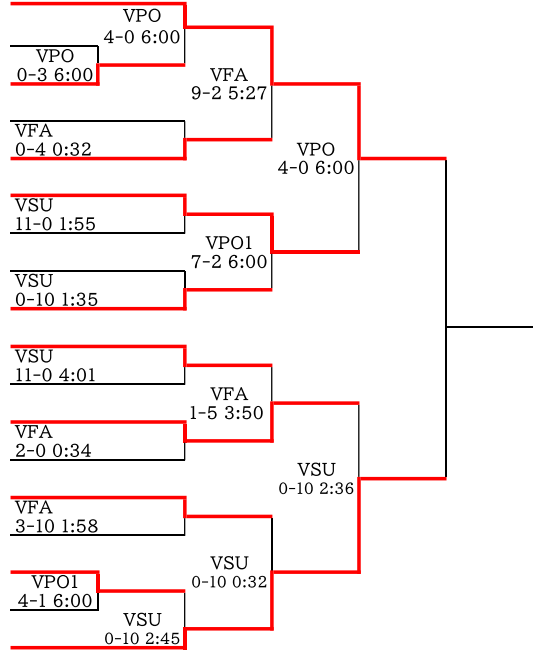 VPO
4-0 6:00
VPO
0-3 6:00
VFA
9-2 5:27
VFA
0-4 0:32
VPO
4-0 6:00
VSU
11-0 1:55
VPO1
7-2 6:00
VSU
0-10 1:35
VSU
11-0 4:01
VFA
1-5 3:50
VFA
2-0 0:34
VSU
0-10 2:36
VFA
3-10 1:58
VSU
0-10 0:32
VPO1
4-1 6:00
VSU
0-10 2:45